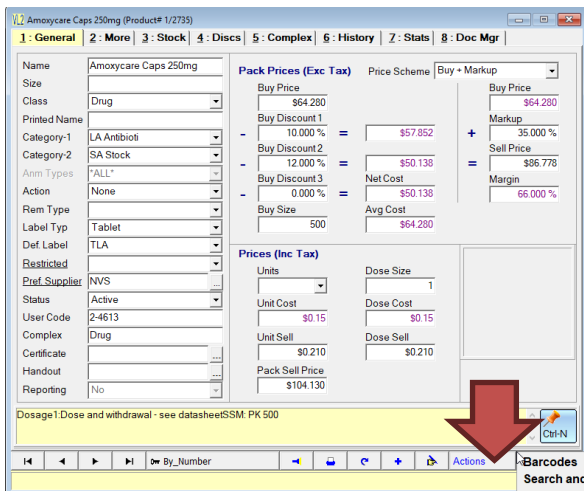 VL2 Amoxycare Caps 250mg (Product# 1/2735)
1 : General 2 : More 3 : Stock 4 : Discs 5 : Complex 6 : History 7 : Stats 8 : Doc Mgr
Name Amoxycare Caps 250mg
Size
Class Drug
Printed Name
Category-1 LA Antibioti
Category-2 SA Stock
Anm Types *ALL*
Action None
Rem Type
Label Typ Tablet
Def. Label TLA
Restricted
Pref. Supplier NVS ...
Status Active
User Code 2-4613
Complex Drug
Certificate ...
Handout ...
Reporting No
Pack Prices (Exc Tax) Price Scheme Buy + Markup
Buy Price Buy Price
$64.280 $64.280
Buy Discount 1 Markup
- 10.000 % = $57.852 + 35.000 %
Buy Discount 2 Sell Price
- 12.000 % = $50.138 = $86.778
Buy Discount 3 Net Cost Margin
- 0.000 % = $50.138 66.000 %
Buy Size Avg Cost
500 $64.280
Prices (Inc Tax)
Units Dose Size
1
Unit Cost Dose Cost
$0.15 $0.15
Unit Sell Dose Sell
$0.210 $0.210
Pack Sell Price
$104.130
Dosage1:Dose and withdrawal - see datasheetSSM: PK 500
Ctrl-N
By_Number Actions Barcodes
Search and